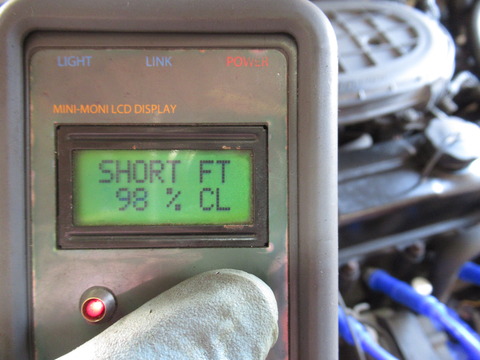 LIGHT LINK POWER
MINI-MONI LCD DISPLAY
SHORT FT
98 % CL